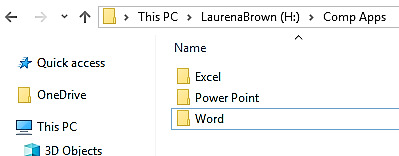 This PC > LaurenaBrown (H:) > Comp Apps
Name
Quick access
Excel
OneDrive
Power Point
Word
This PC
3D Objects